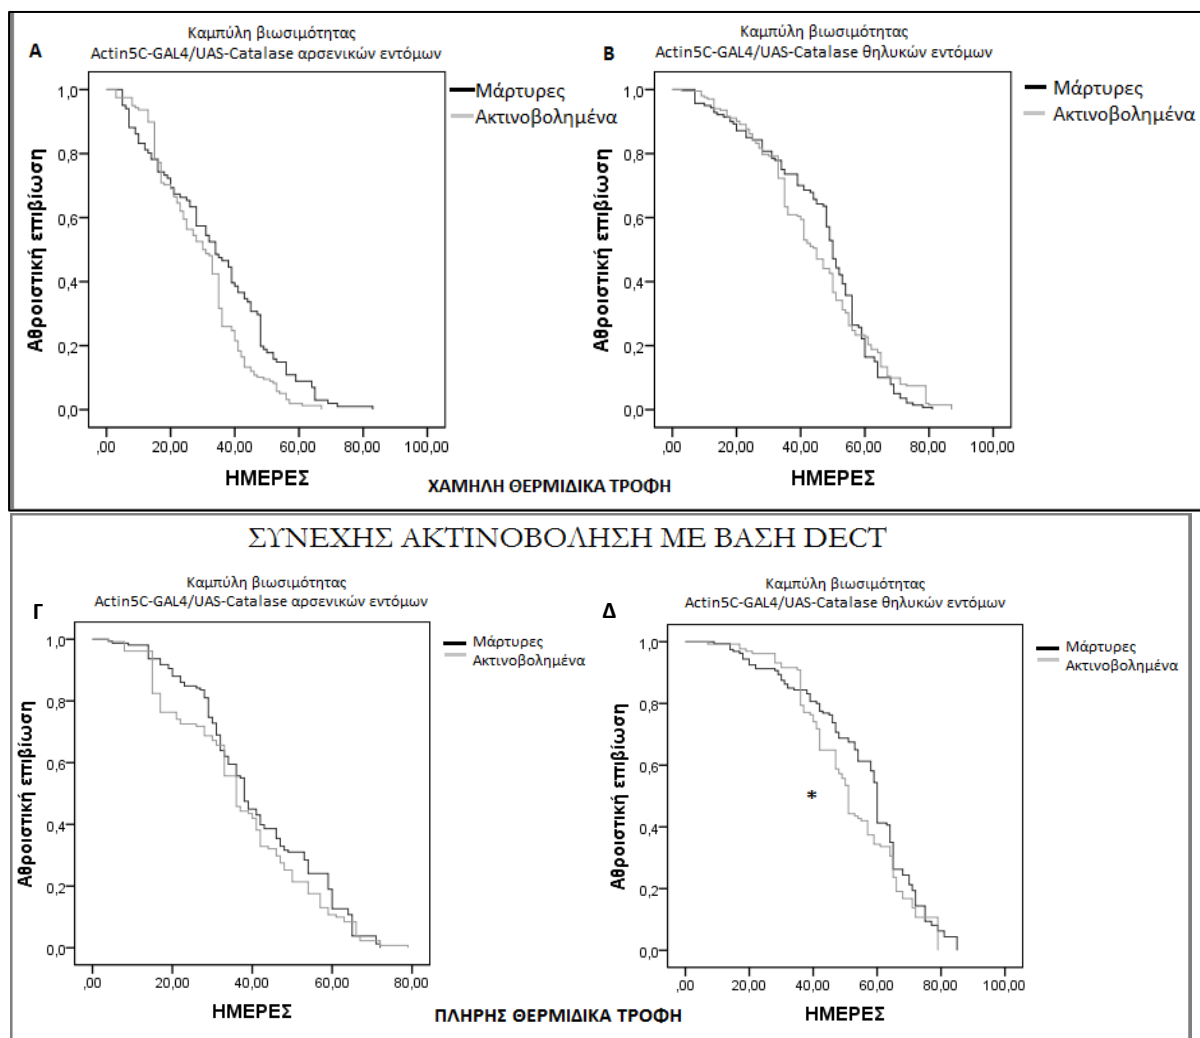 Α
Καμπύλη βιωσιμότητας
Actin5C-GAL4/UAS-Catalase αρσενικών εντόμων
Μάρτυρες
Ακτινοβολημένα
Αθροιστική επιβίωση
1,0
0,8
0,6
0,4
0,2
0,0
,00 20,00 40,00 60,00 80,00 100,00
ΗΜΕΡΕΣ
Β
Καμπύλη βιωσιμότητας
Actin5C-GAL4/UAS-Catalase θηλυκών εντόμων
Μάρτυρες
Ακτινοβολημένα
Αθροιστική επιβίωση
1,0
0,8
0,6
0,4
0,2
0,0
,00 20,00 40,00 60,00 80,00 100,00
ΗΜΕΡΕΣ
ΧΑΜΗΛΗ ΘΕΡΜΙΔΙΚΑ ΤΡΟΦΗ
ΣΥΝΕΧΗΣ ΑΚΤΙΝΟΒΟΛΗΣΗ ΜΕ ΒΑΣΗ DECT
Γ
Καμπύλη βιωσιμότητας
Actin5C-GAL4/UAS-Catalase αρσενικών εντόμων
Μάρτυρες
Ακτινοβολημένα
Αθροιστική επιβίωση
1,0
0,8
0,6
0,4
0,2
0,0
,00 20,00 40,00 60,00 80,00
ΗΜΕΡΕΣ
Δ
Καμπύλη βιωσιμότητας
Actin5C-GAL4/UAS-Catalase θηλυκών εντόμων
Μάρτυρες
Ακτινοβολημένα
Αθροιστική επιβίωση
1,0
0,8
0,6
0,4
0,2
0,0
*
,00 20,00 40,00 60,00 80,00 100,00
ΗΜΕΡΕΣ
ΠΛΗΡΗΣ ΘΕΡΜΙΔΙΚΑ ΤΡΟΦΗ